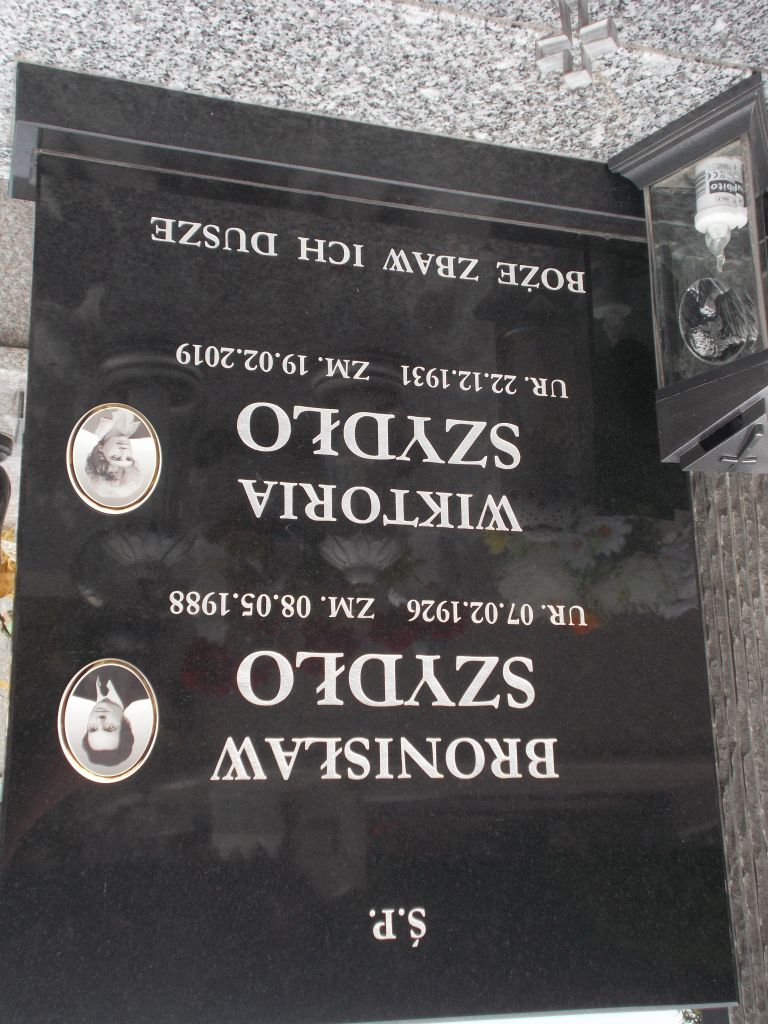 Ś.P.
BRONISŁAW
SZYDŁO
UR. 07.02.1926 ZM. 08.05.1988
WIKTORIA
SZYDŁO
UR. 22.12.1931 ZM. 19.02.2019
BOŻE ZBAW ICH DUSZE